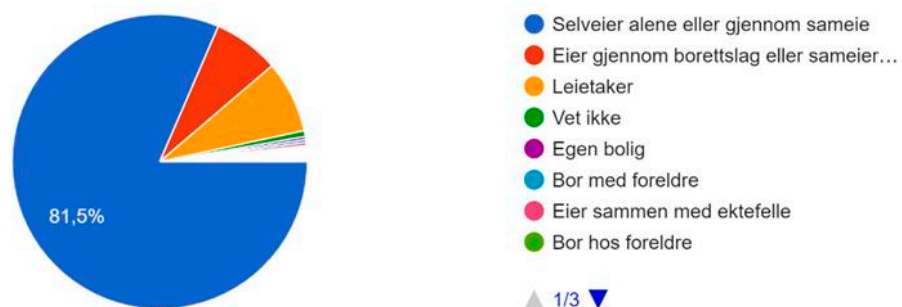 Selveier alene eller gjennom sameie
Eier gjennom borettslag eller sameier…
Leietaker
Vet ikke
Egen bolig
Bor med foreldre
Eier sammen med ektefelle
Bor hos foreldre
81,5%
1/3